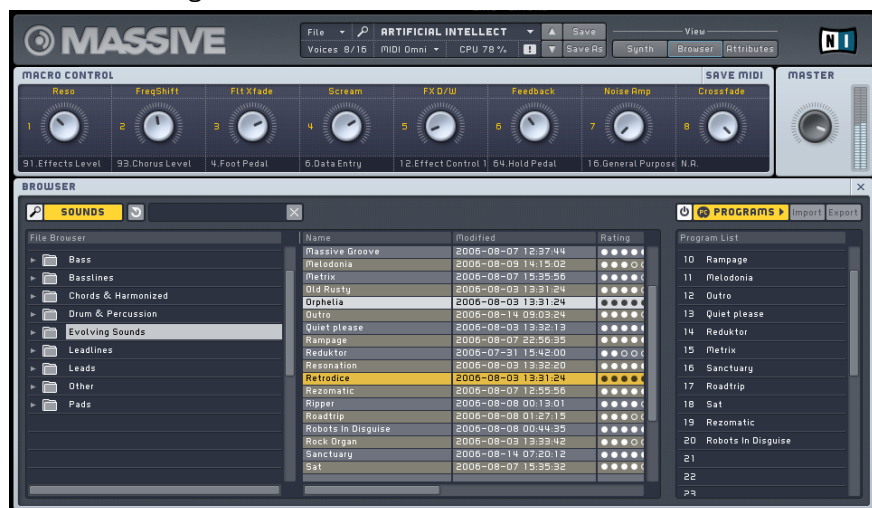 MASSIVE
File ARTIFICIAL INTELLECT Save
Voices 8/16 MIDI Omni CPU 78 % ! Save As
View
Synth Browser Attributes
NI
MACRO CONTROL SAVE MIDI MASTER
Reso FreqShift Flt Xfade Scream FX D/W Feedback Noise Amp Crossfade
1 2 3 4 5 6 7 8
91.Effects Level 93.Chorus Level 4.Foot Pedal 6.Data Entry 12.Effect Control 1 64.Hold Pedal 16.General Purpose N.A.
BROWSER
SOUNDS PROGRAMS Import Export
File Browser
Bass
Basslines
Chords & Harmonized
Drum & Percussion
Evolving Sounds
Leadlines
Leads
Other
Pads
Name Modified Rating
Massive Groove 2006-08-07 12:37:44
Melodonia 2006-08-09 14:15:02
Metrix 2006-08-07 15:35:56
Old Rusty 2006-08-03 13:31:24
Orphelia 2006-08-03 13:31:24
Outro 2006-08-14 09:03:24
Quiet please 2006-08-03 13:32:13
Rampage 2006-08-07 22:56:35
Reduktor 2006-07-31 15:42:00
Resonation 2006-08-03 13:32:20
Retrodice 2006-08-03 13:31:24
Rezomatic 2006-08-07 12:55:56
Ripper 2006-08-08 00:13:01
Roadtrip 2006-08-08 01:27:15
Robots In Disguise 2006-08-08 00:44:35
Rock Organ 2006-08-03 13:33:42
Sanctuary 2006-08-14 07:20:12
Sat 2006-08-07 15:35:32
Program List
10 Rampage
11 Melodonia
12 Outro
13 Quiet please
14 Reduktor
15 Metrix
16 Sanctuary
17 Roadtrip
18 Sat
19 Rezomatic
20 Robots In Disguise
21
22
23